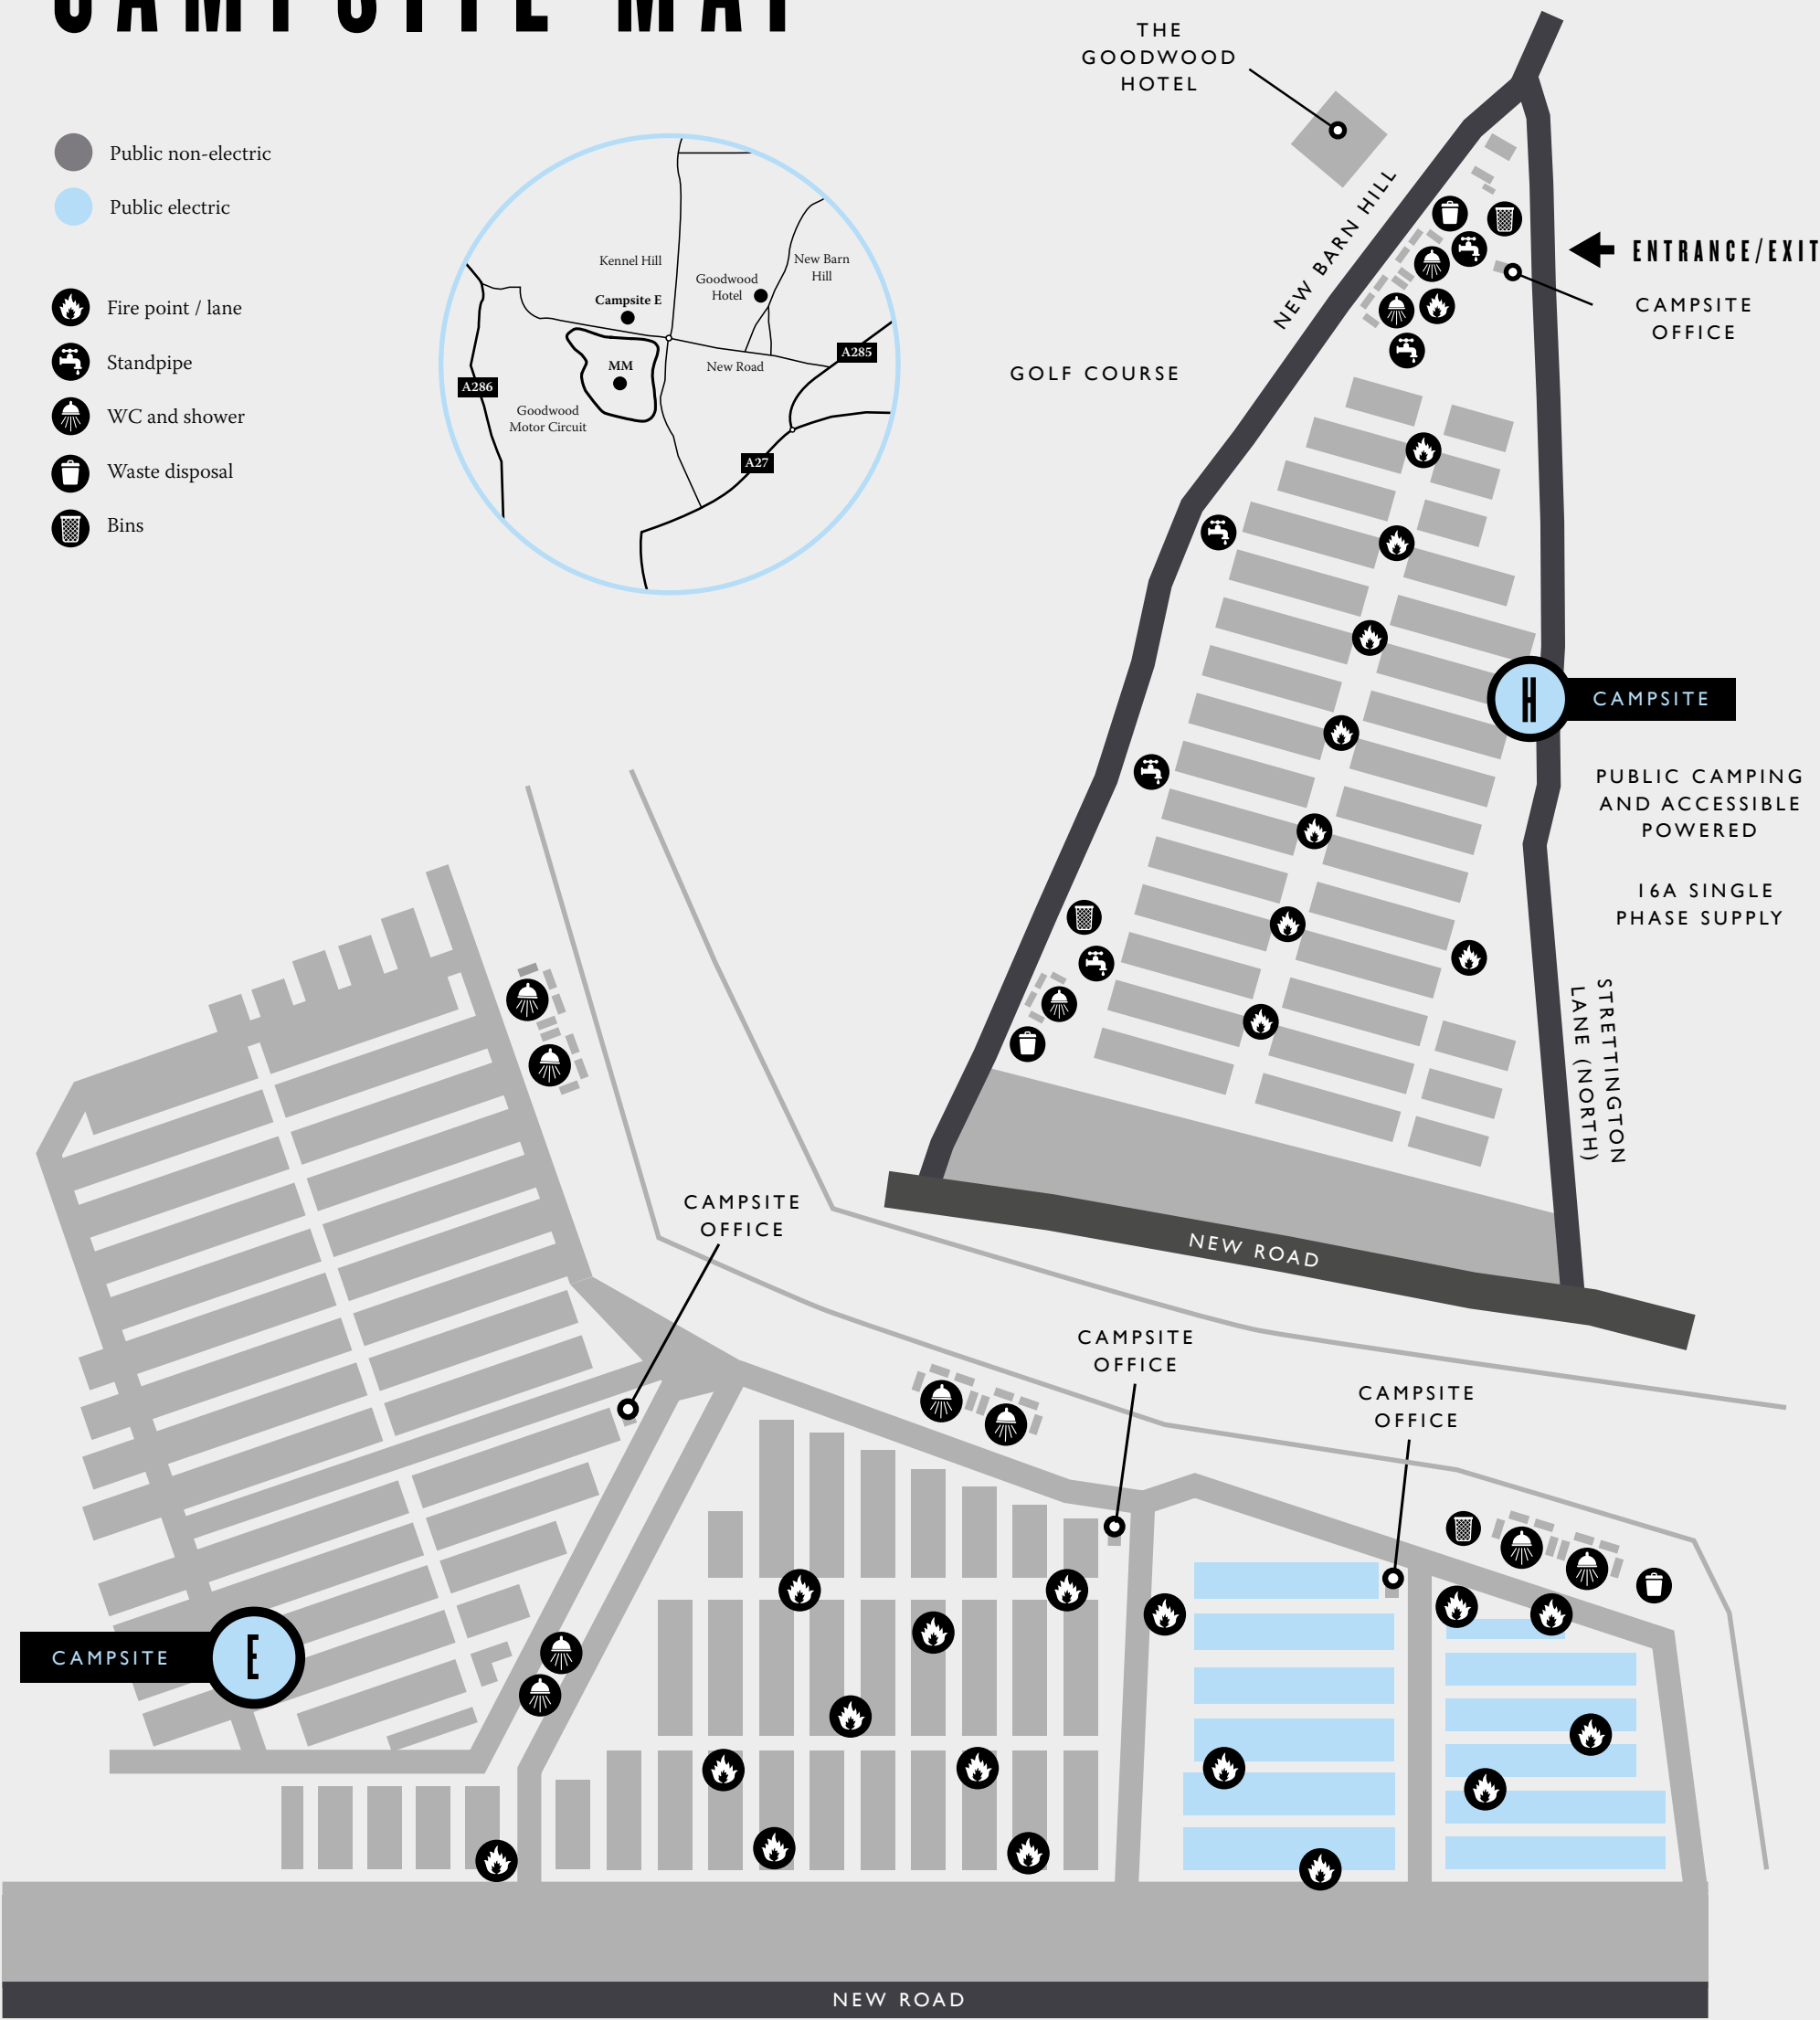 CAMPSITE MAP
Public non-electric
Public electric
Fire point / lane
Standpipe
WC and shower
Waste disposal
Bins
Kennel Hill
Campsite E
Goodwood
Hotel
New Barn
Hill
A285
A286
MM
New Road
Goodwood
Motor Circuit
A27
THE
GOODWOOD
HOTEL
NEW BARN HILL
ENTRANCE/EXIT
CAMPSITE
OFFICE
GOLF COURSE
H
CAMPSITE
PUBLIC CAMPING
AND ACCESSIBLE
POWERED
16A SINGLE
PHASE SUPPLY
STRETTINGTON
LANE (NORTH)
NEW ROAD
CAMPSITE
OFFICE
CAMPSITE
OFFICE
CAMPSITE
OFFICE
CAMPSITE
E
NEW ROAD